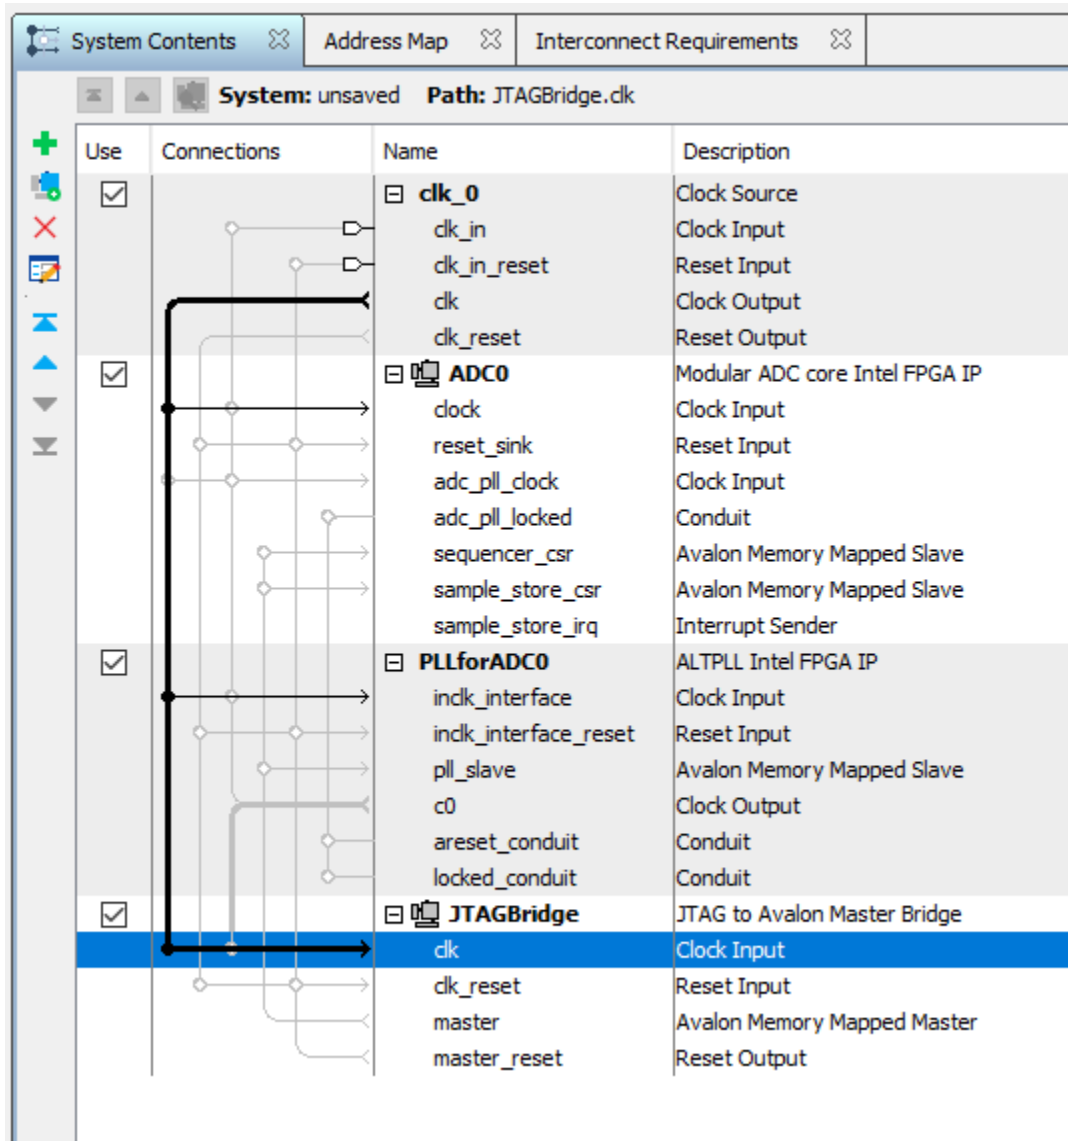 System Contents Address Map Interconnect Requirements
System: unsaved Path: JTAGBridge.clk
Use Connections Name Description
clk_0 Clock Source
clk_in Clock Input
clk_in_reset Reset Input
clk Clock Output
clk_reset Reset Output
ADC0 Modular ADC core Intel FPGA IP
clock Clock Input
reset_sink Reset Input
adc_pll_clock Clock Input
adc_pll_locked Conduit
sequencer_csr Avalon Memory Mapped Slave
sample_store_csr Avalon Memory Mapped Slave
sample_store_irq Interrupt Sender
PLLforADC0 ALTPLL Intel FPGA IP
inclk_interface Clock Input
inclk_interface_reset Reset Input
pll_slave Avalon Memory Mapped Slave
c0 Clock Output
areset_conduit Conduit
locked_conduit Conduit
JTAGBridge JTAG to Avalon Master Bridge
clk Clock Input
clk_reset Reset Input
master Avalon Memory Mapped Master
master_reset Reset Output